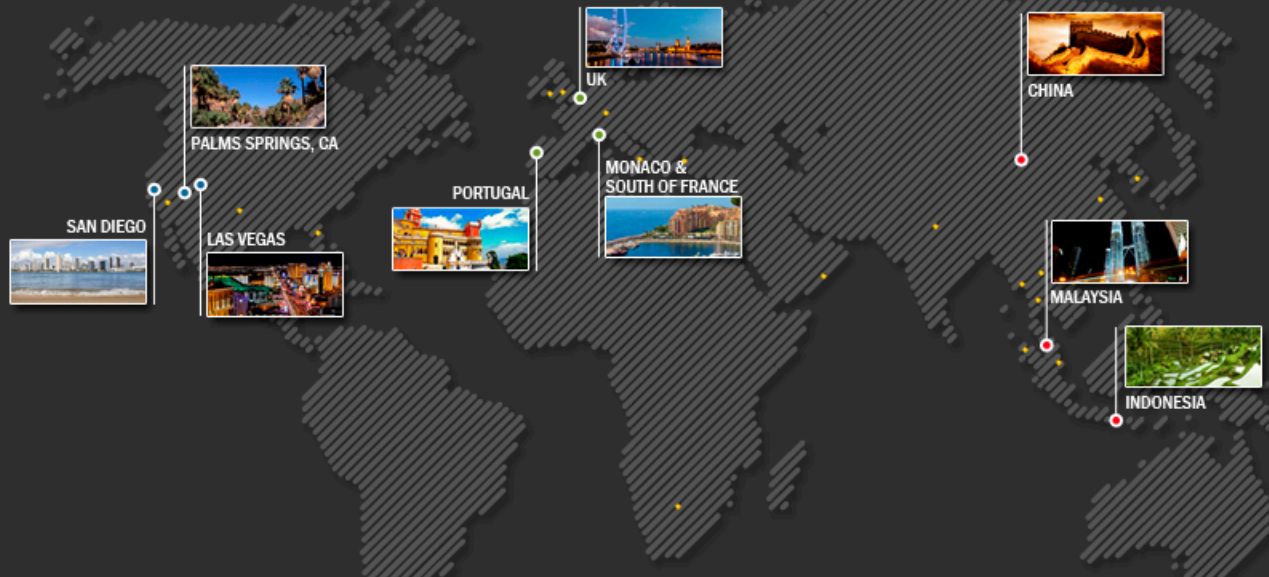 UK
CHINA
PALMS SPRINGS, CA
MONACO &
SOUTH OF FRANCE
PORTUGAL
SAN DIEGO
LAS VEGAS
MALAYSIA
INDONESIA